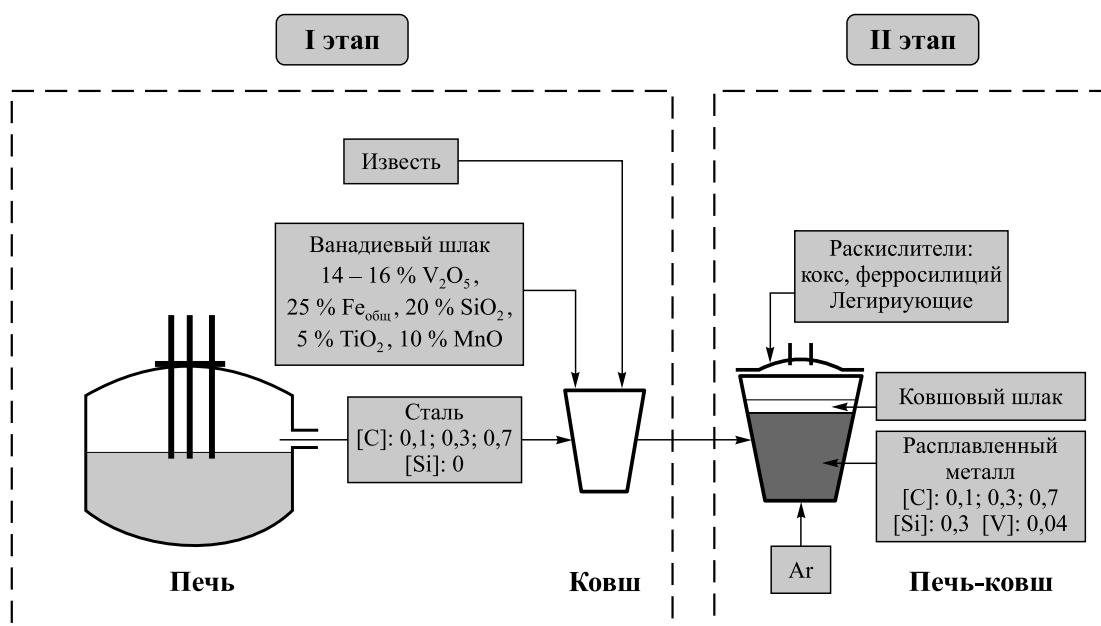 I этап
II этап
Известь
Ванадиевый шлак
14 – 16 % V₂O₅,
25 % Feобщ, 20 % SiO₂,
5 % TiO₂, 10 % MnO
Раскислители:
кокс, ферросилиций
Легириующие
Сталь
[C]: 0,1; 0,3; 0,7
[Si]: 0
Ковшовый шлак
Расплавленный
металл
[C]: 0,1; 0,3; 0,7
[Si]: 0,3 [V]: 0,04
Ar
Печь
Ковш
Печь-ковш